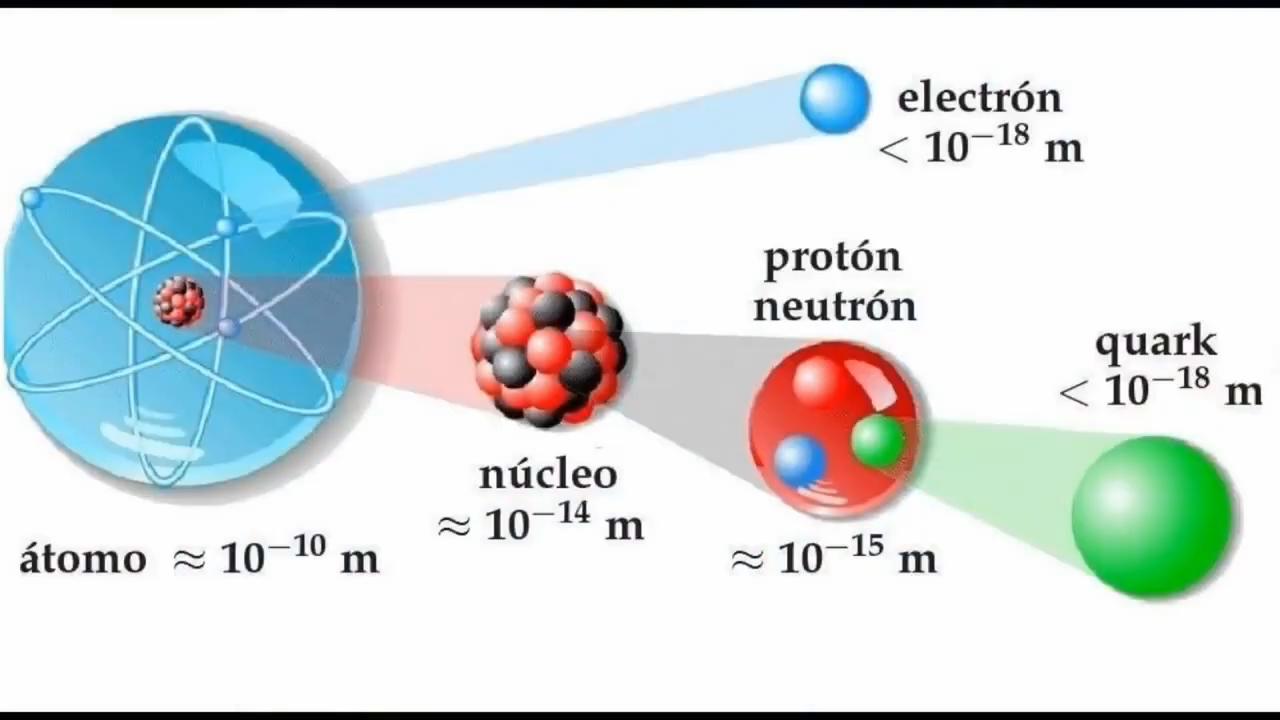 electrón
< 10⁻¹⁸ m
protón
neutrón
quark
< 10⁻¹⁸ m
núcleo
≈ 10⁻¹⁴ m
átomo ≈ 10⁻¹⁰ m
≈ 10⁻¹⁵ m